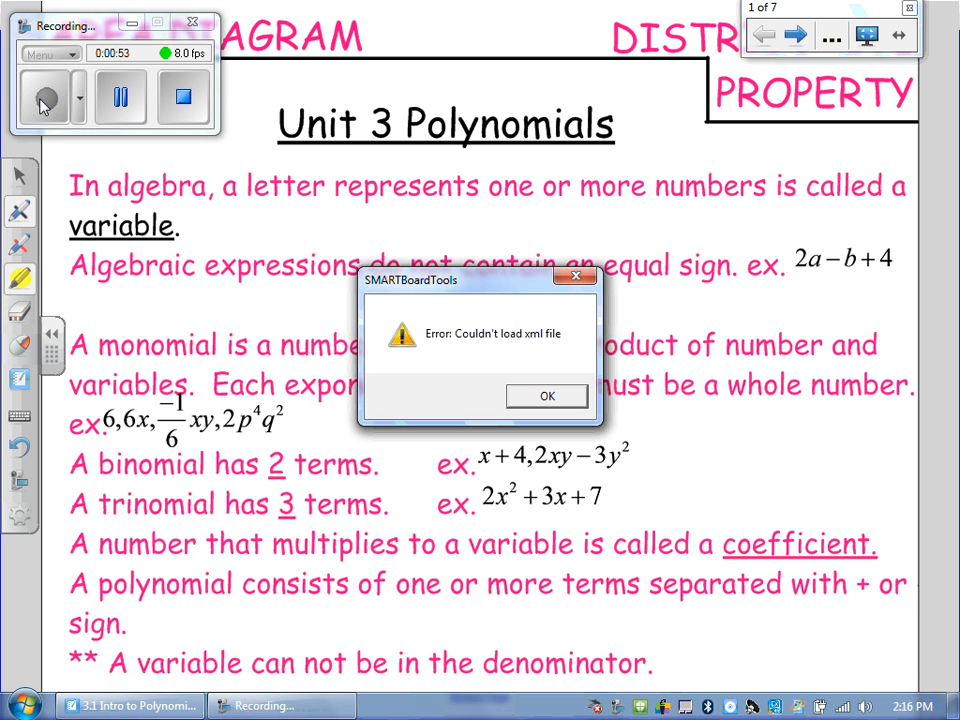 Recording...
Menu
0:00:53
8.0 fps
AGRAM
DISTR
1 of 7
...
PROPERTY
Unit 3 Polynomials
In algebra, a letter represents one or more numbers is called a
variable.
Algebraic expressions do not contain an equal sign. ex. 2a − b + 4
SMARTBoardTools
Error: Couldn't load xml file
OK
A monomial is a numbe oduct of number and
variables. Each expon must be a whole number.
ex. 6,6x, −1/6 xy, 2p⁴q²
A binomial has 2 terms. ex. x + 4, 2xy − 3y²
A trinomial has 3 terms. ex. 2x² + 3x + 7
A number that multiplies to a variable is called a coefficient.
A polynomial consists of one or more terms separated with + or
sign.
** A variable can not be in the denominator.
3.1 Intro to Polynomi...
Recording...
2:16 PM